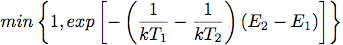 min {1, exp [ − ( 1/kT₁ − 1/kT₂ ) (E₂ − E₁) ] }